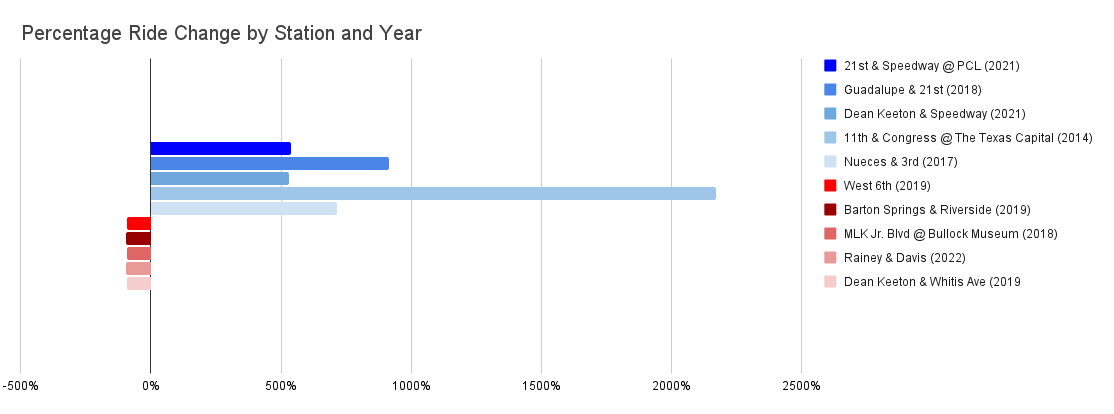 Percentage Ride Change by Station and Year
21st & Speedway @ PCL (2021)
Guadalupe & 21st (2018)
Dean Keeton & Speedway (2021)
11th & Congress @ The Texas Capital (2014)
Nueces & 3rd (2017)
West 6th (2019)
Barton Springs & Riverside (2019)
MLK Jr. Blvd @ Bullock Museum (2018)
Rainey & Davis (2022)
Dean Keeton & Whitis Ave (2019
-500% 0% 500% 1000% 1500% 2000% 2500%